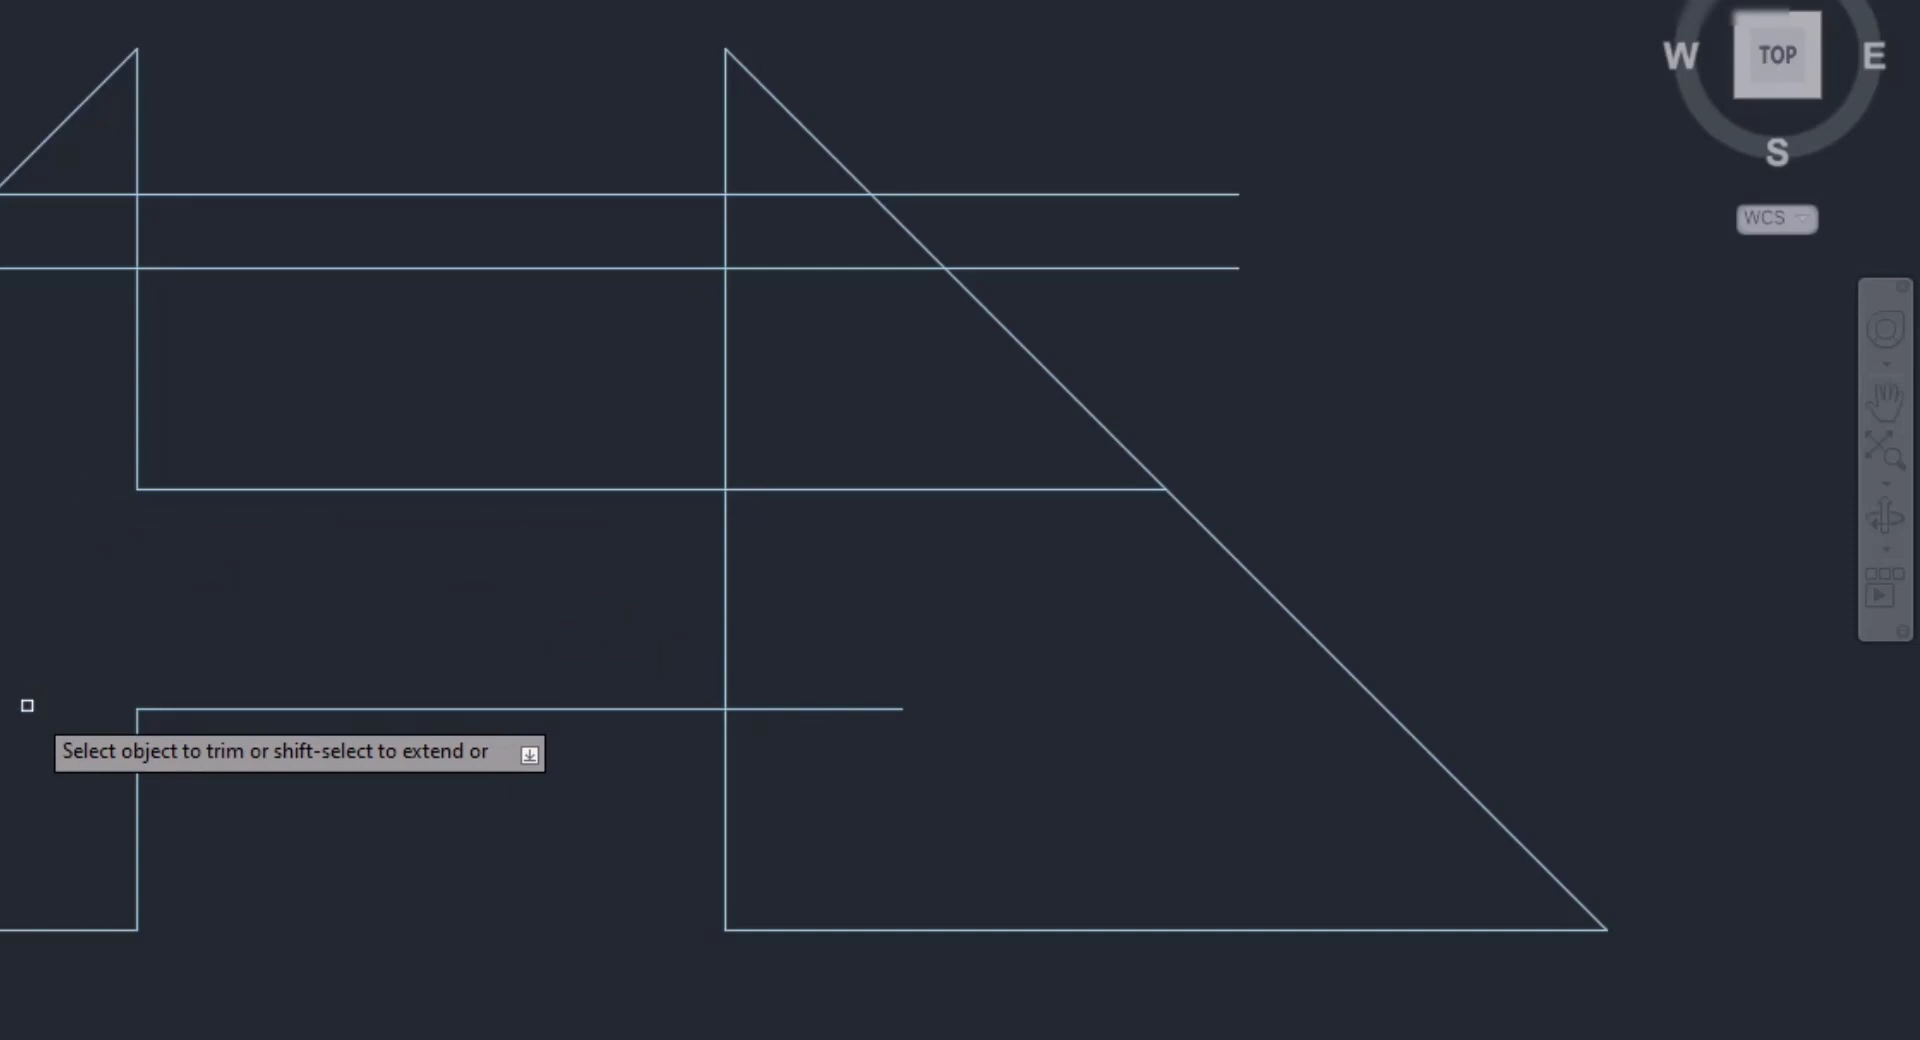 W
TOP
E
S
WCS
Select object to trim or shift-select to extend or